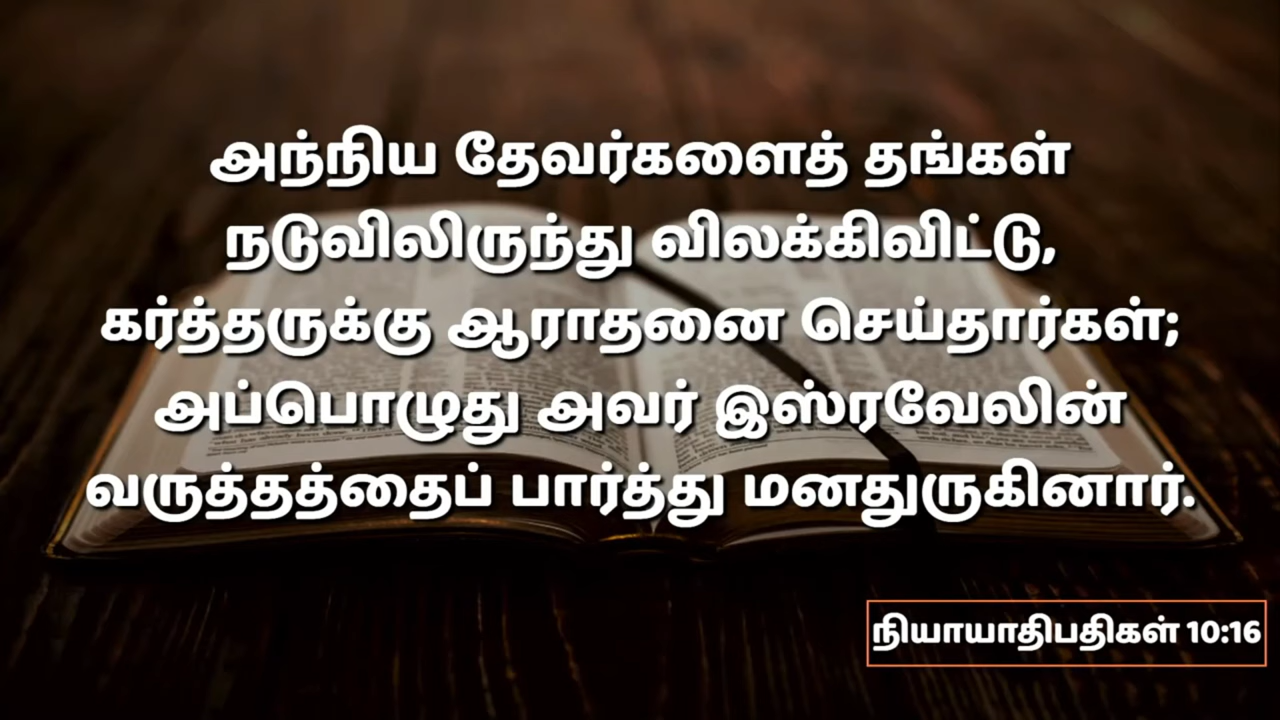 அந்நிய தேவர்களைத் தங்கள்
நடுவிலிருந்து விலக்கிவிட்டு,
கர்த்தருக்கு ஆராதனை செய்தார்கள்;
அப்பொழுது அவர் இஸ்ரவேலின்
வருத்தத்தைப் பார்த்து மனதுருகினார்.
நியாயாதிபதிகள் 10:16